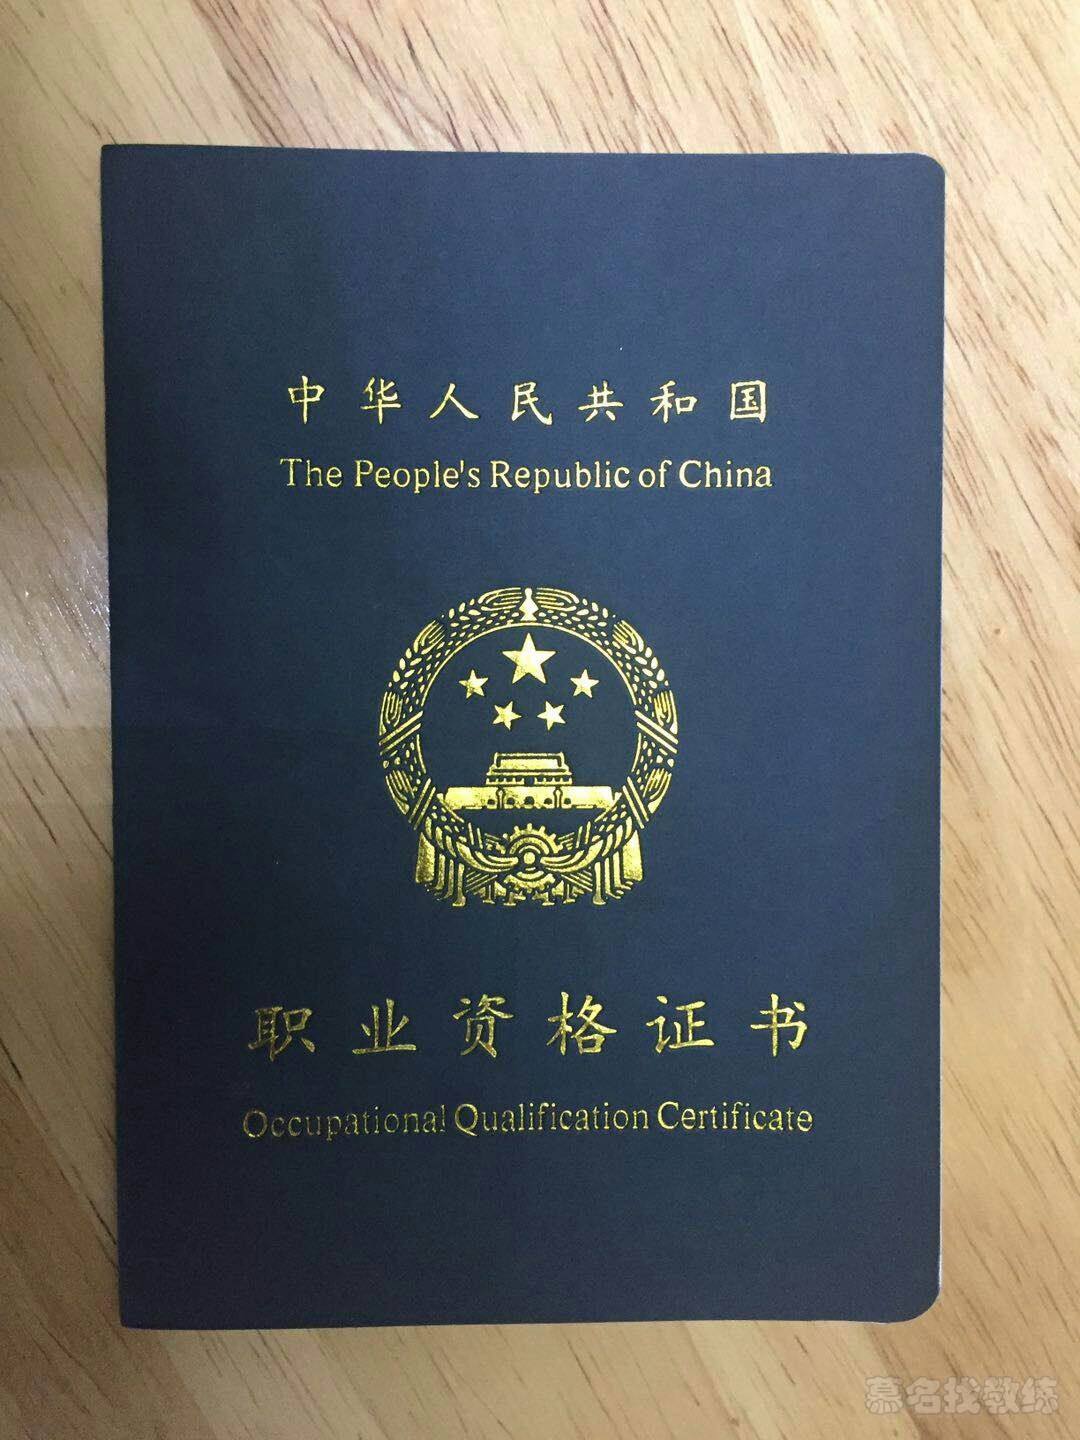 中华人民共和国
The People's Republic of China
职业资格证书
Occupational Qualification Certificate
慕名找教练